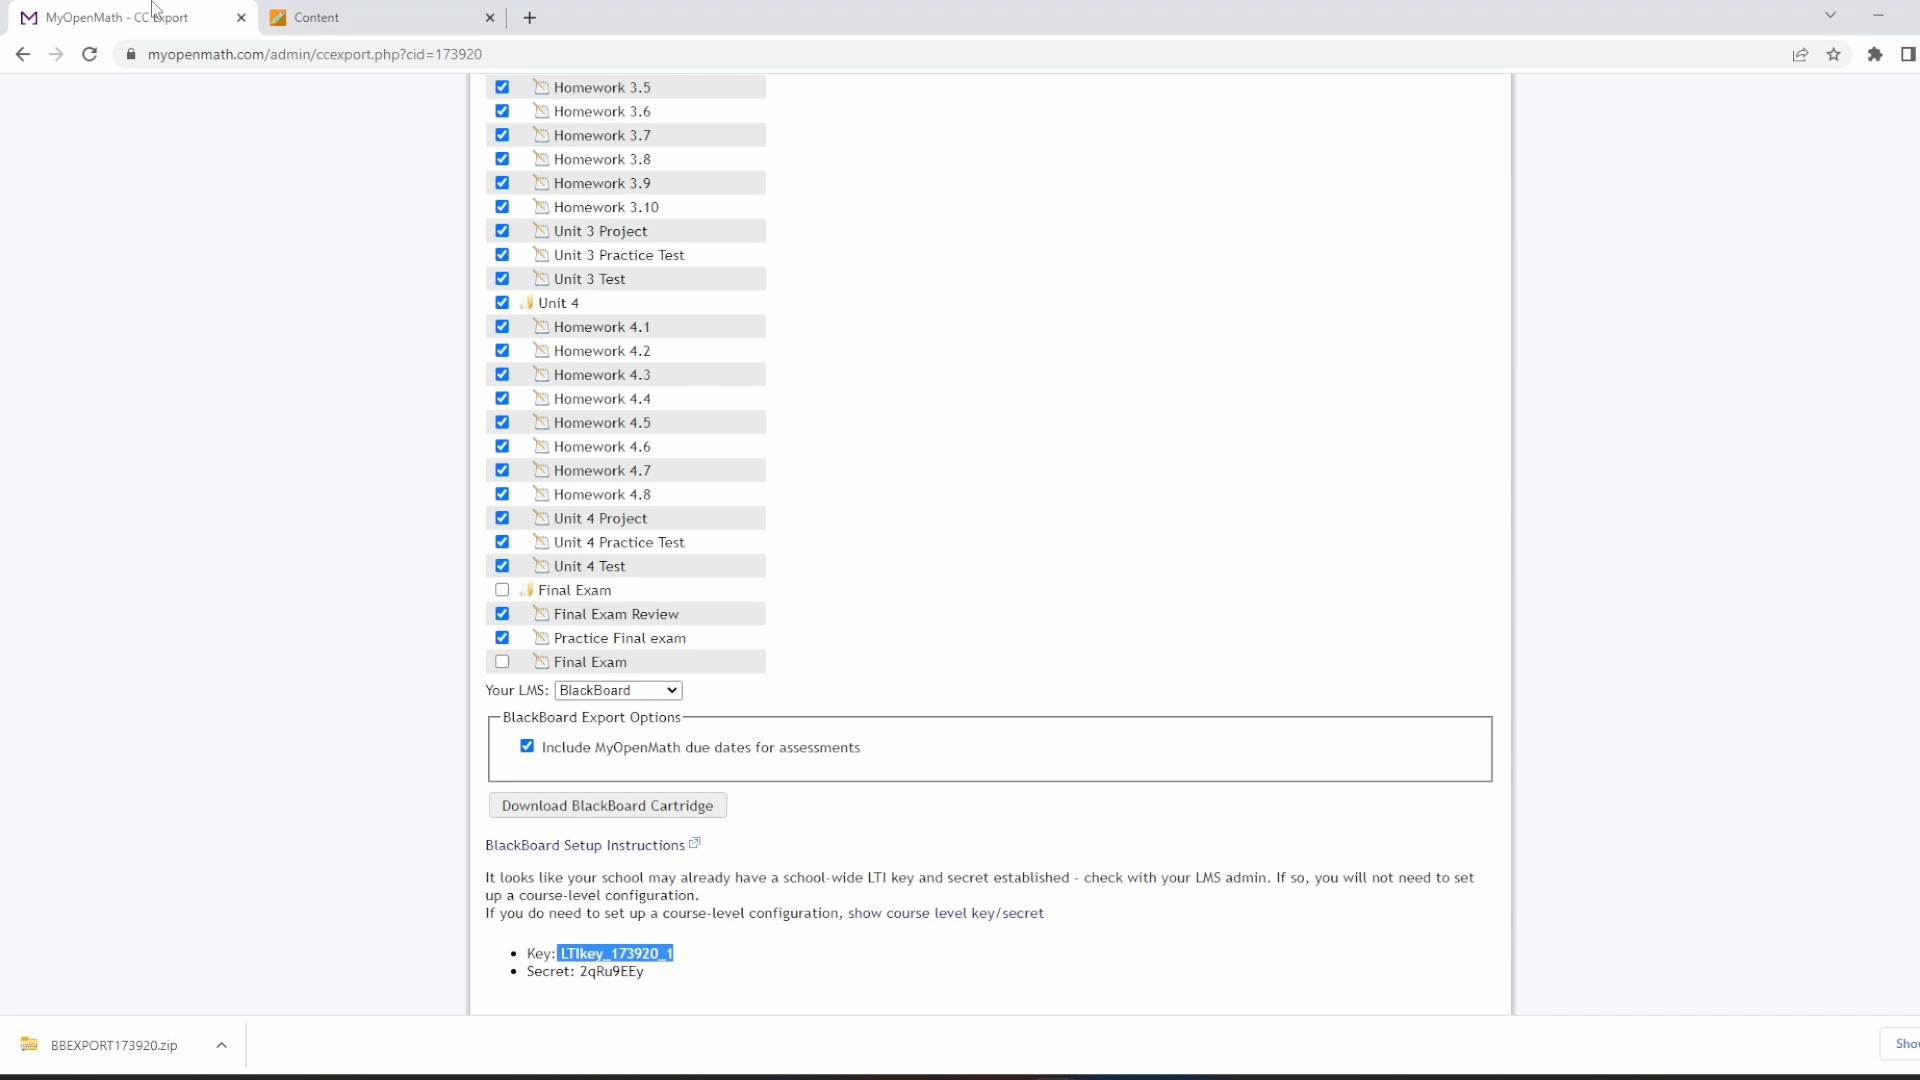 MyOpenMath - CC Export
Content
myopenmath.com/admin/ccexport.php?cid=173920
Homework 3.5
Homework 3.6
Homework 3.7
Homework 3.8
Homework 3.9
Homework 3.10
Unit 3 Project
Unit 3 Practice Test
Unit 3 Test
Unit 4
Homework 4.1
Homework 4.2
Homework 4.3
Homework 4.4
Homework 4.5
Homework 4.6
Homework 4.7
Homework 4.8
Unit 4 Project
Unit 4 Practice Test
Unit 4 Test
Final Exam
Final Exam Review
Practice Final exam
Final Exam
Your LMS: BlackBoard
BlackBoard Export Options
Include MyOpenMath due dates for assessments
Download BlackBoard Cartridge
BlackBoard Setup Instructions
It looks like your school may already have a school-wide LTI key and secret established - check with your LMS admin. If so, you will not need to set
up a course-level configuration.
If you do need to set up a course-level configuration, show course level key/secret
• Key: LTIkey_173920_1
• Secret: 2qRu9EEy
BBEXPORT173920.zip